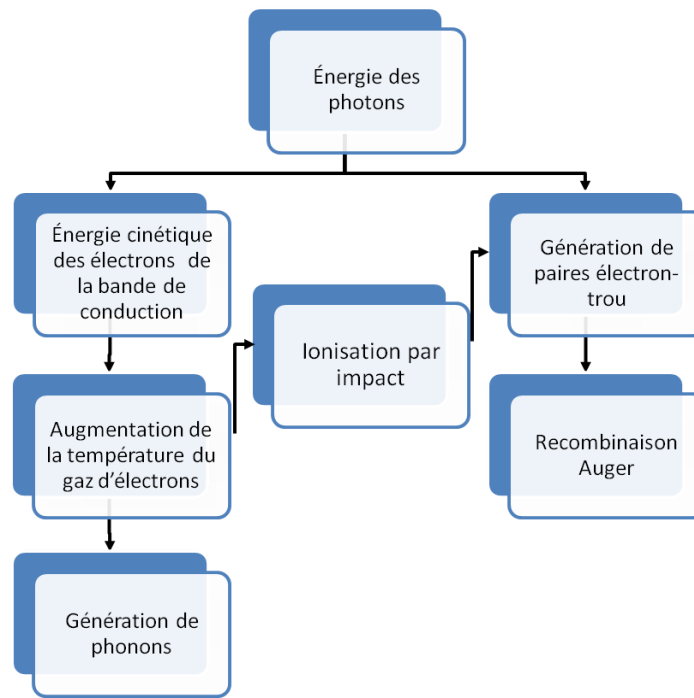 Énergie des
photons
Énergie cinétique
des électrons de
la bande de
conduction
Génération de
paires électron-
trou
Ionisation par
impact
Augmentation de
la température du
gaz d'électrons
Recombinaison
Auger
Génération de
phonons